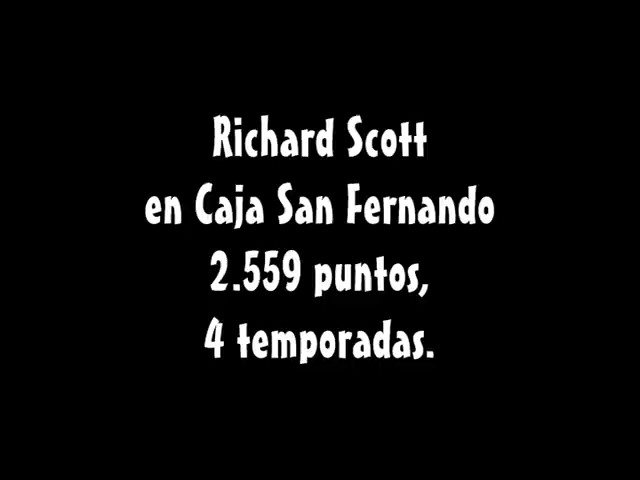 Richard Scott
en Caja San Fernando
2.559 puntos,
4 temporadas.